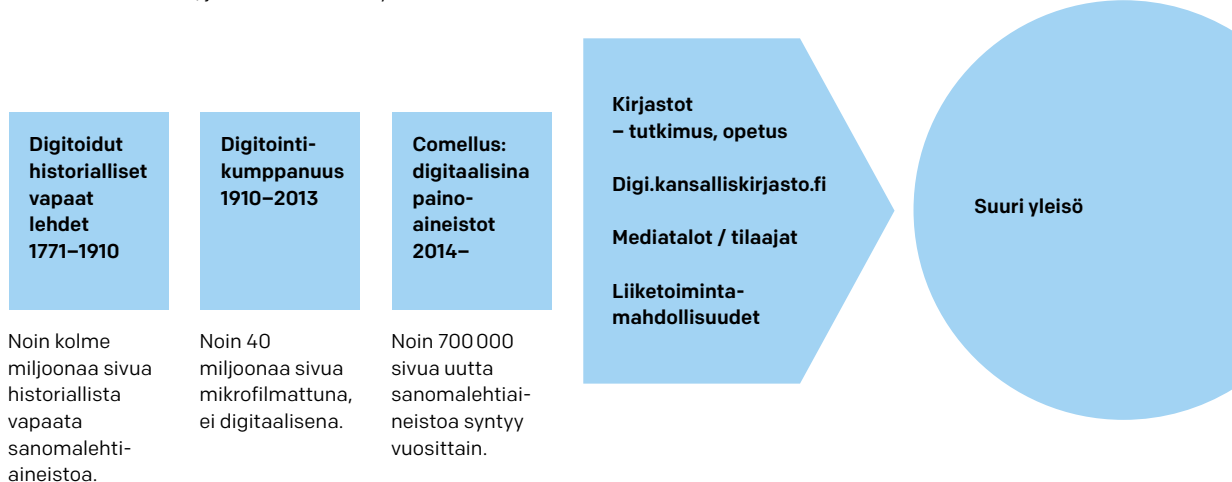 Digitoidut
historialliset
vapaat
lehdet
1771–1910
Noin kolme
miljoonaa sivua
historiallista
vapaata
sanomalehti-
aineistoa.
Digitointi-
kumppanuus
1910–2013
Noin 40
miljoonaa sivua
mikrofilmattuna,
ei digitaalisena.
Comellus:
digitaalisina
paino-
aineistot
2014–
Noin 700 000
sivua uutta
sanomalehtiai-
neistoa syntyy
vuosittain.
Kirjastot
– tutkimus, opetus
Digi.kansalliskirjasto.fi
Mediatalot / tilaajat
Liiketoiminta-
mahdollisuudet
Suuri yleisö